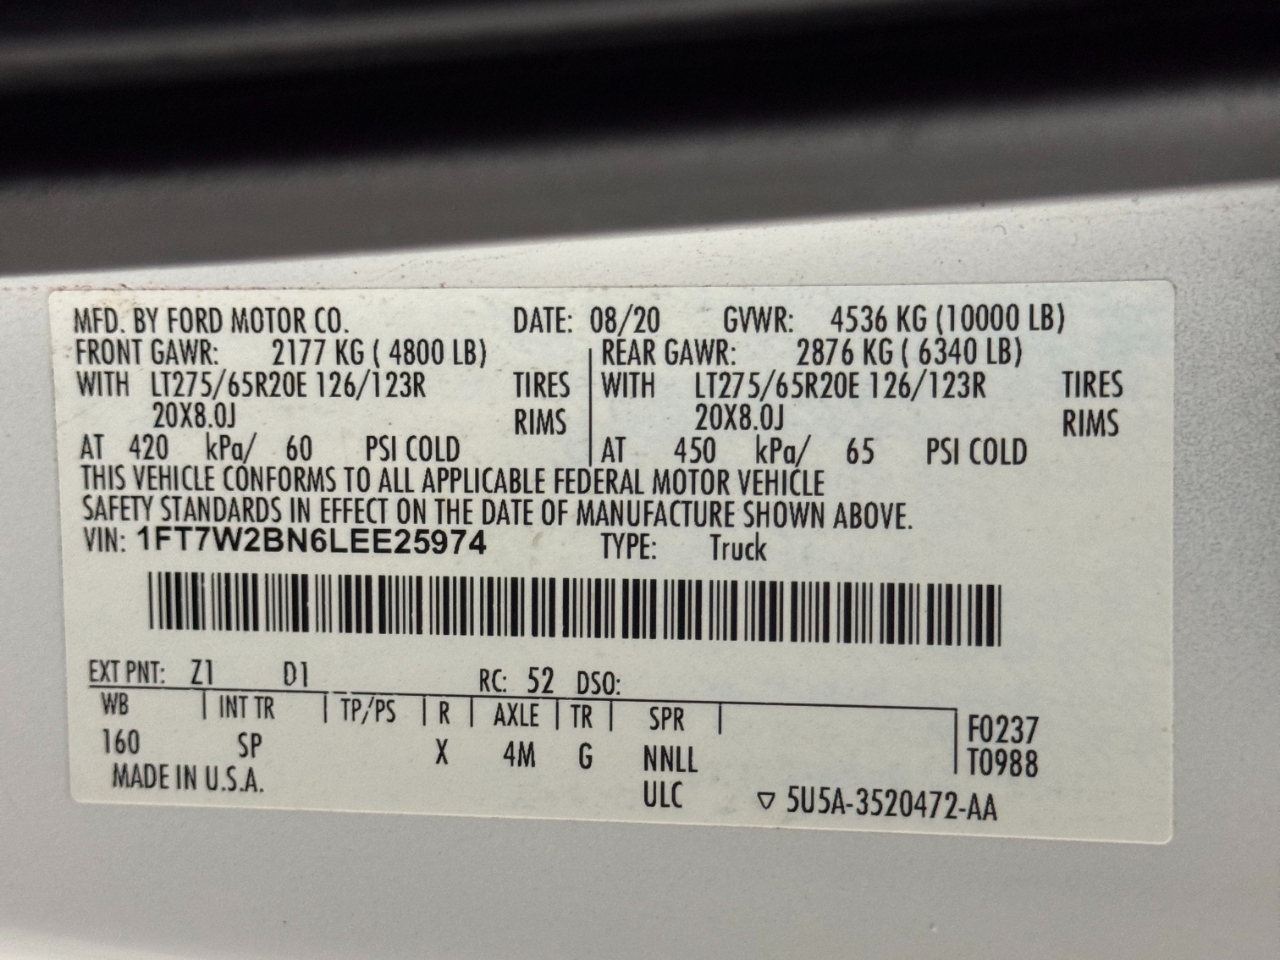 MFD. BY FORD MOTOR CO. DATE: 08/20 GVWR: 4536 KG (10000 LB)
FRONT GAWR: 2177 KG ( 4800 LB) REAR GAWR: 2876 KG ( 6340 LB)
WITH LT275/65R20E 126/123R TIRES WITH LT275/65R20E 126/123R TIRES
20X8.0J RIMS 20X8.0J RIMS
AT 420 kPa/ 60 PSI COLD AT 450 kPa/ 65 PSI COLD
THIS VEHICLE CONFORMS TO ALL APPLICABLE FEDERAL MOTOR VEHICLE
SAFETY STANDARDS IN EFFECT ON THE DATE OF MANUFACTURE SHOWN ABOVE.
VIN: 1FT7W2BN6LEE25974 TYPE: Truck
EXT PNT: Z1 D1 RC: 52 DSO:
WB INT TR TP/PS R AXLE TR SPR F0237
160 SP X 4M G NNLL T0988
MADE IN U.S.A. ULC ▽ 5U5A-3520472-AA